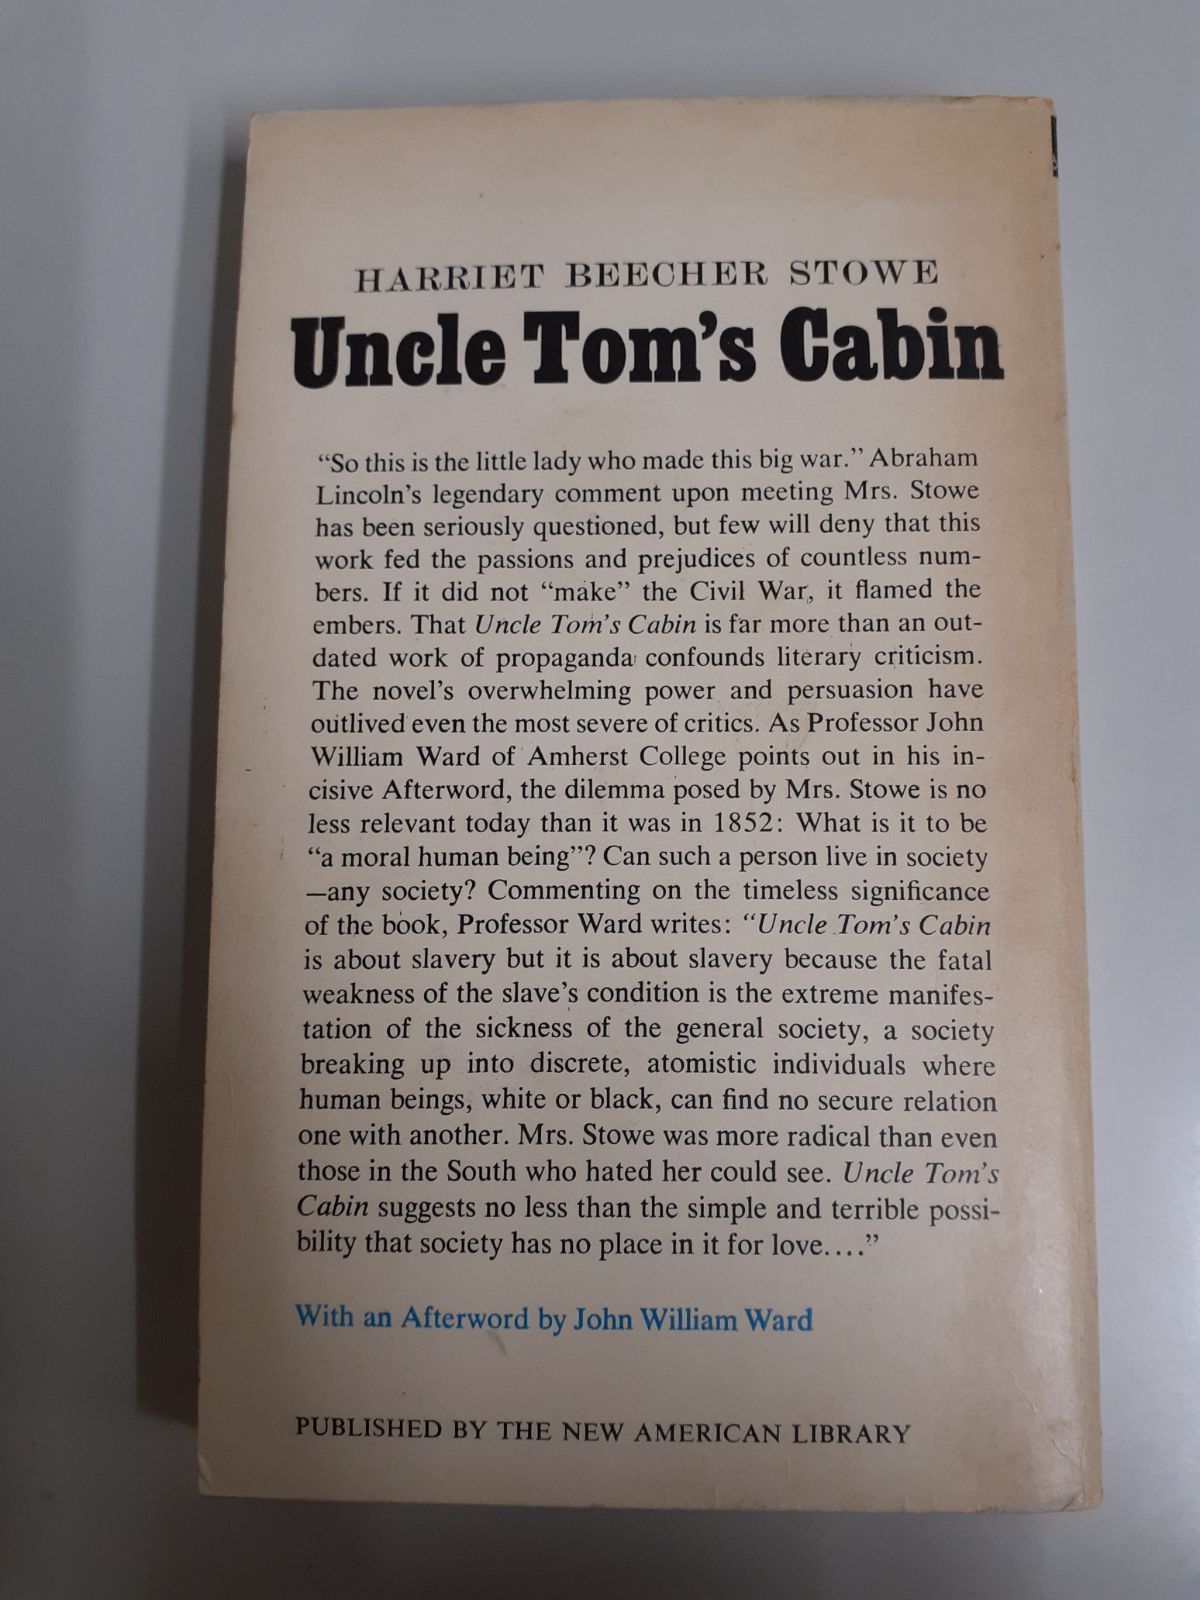 HARRIET BEECHER STOWE
Uncle Tom's Cabin
“So this is the little lady who made this big war.” Abraham
Lincoln's legendary comment upon meeting Mrs. Stowe
has been seriously questioned, but few will deny that this
work fed the passions and prejudices of countless num-
bers. If it did not “make” the Civil War, it flamed the
embers. That Uncle Tom's Cabin is far more than an out-
dated work of propaganda confounds literary criticism.
The novel's overwhelming power and persuasion have
outlived even the most severe of critics. As Professor John
William Ward of Amherst College points out in his in-
cisive Afterword, the dilemma posed by Mrs. Stowe is no
less relevant today than it was in 1852: What is it to be
“a moral human being”? Can such a person live in society
—any society? Commenting on the timeless significance
of the book, Professor Ward writes: “Uncle Tom's Cabin
is about slavery but it is about slavery because the fatal
weakness of the slave's condition is the extreme manifes-
tation of the sickness of the general society, a society
breaking up into discrete, atomistic individuals where
human beings, white or black, can find no secure relation
one with another. Mrs. Stowe was more radical than even
those in the South who hated her could see. Uncle Tom's
Cabin suggests no less than the simple and terrible possi-
bility that society has no place in it for love....”
With an Afterword by John William Ward
PUBLISHED BY THE NEW AMERICAN LIBRARY